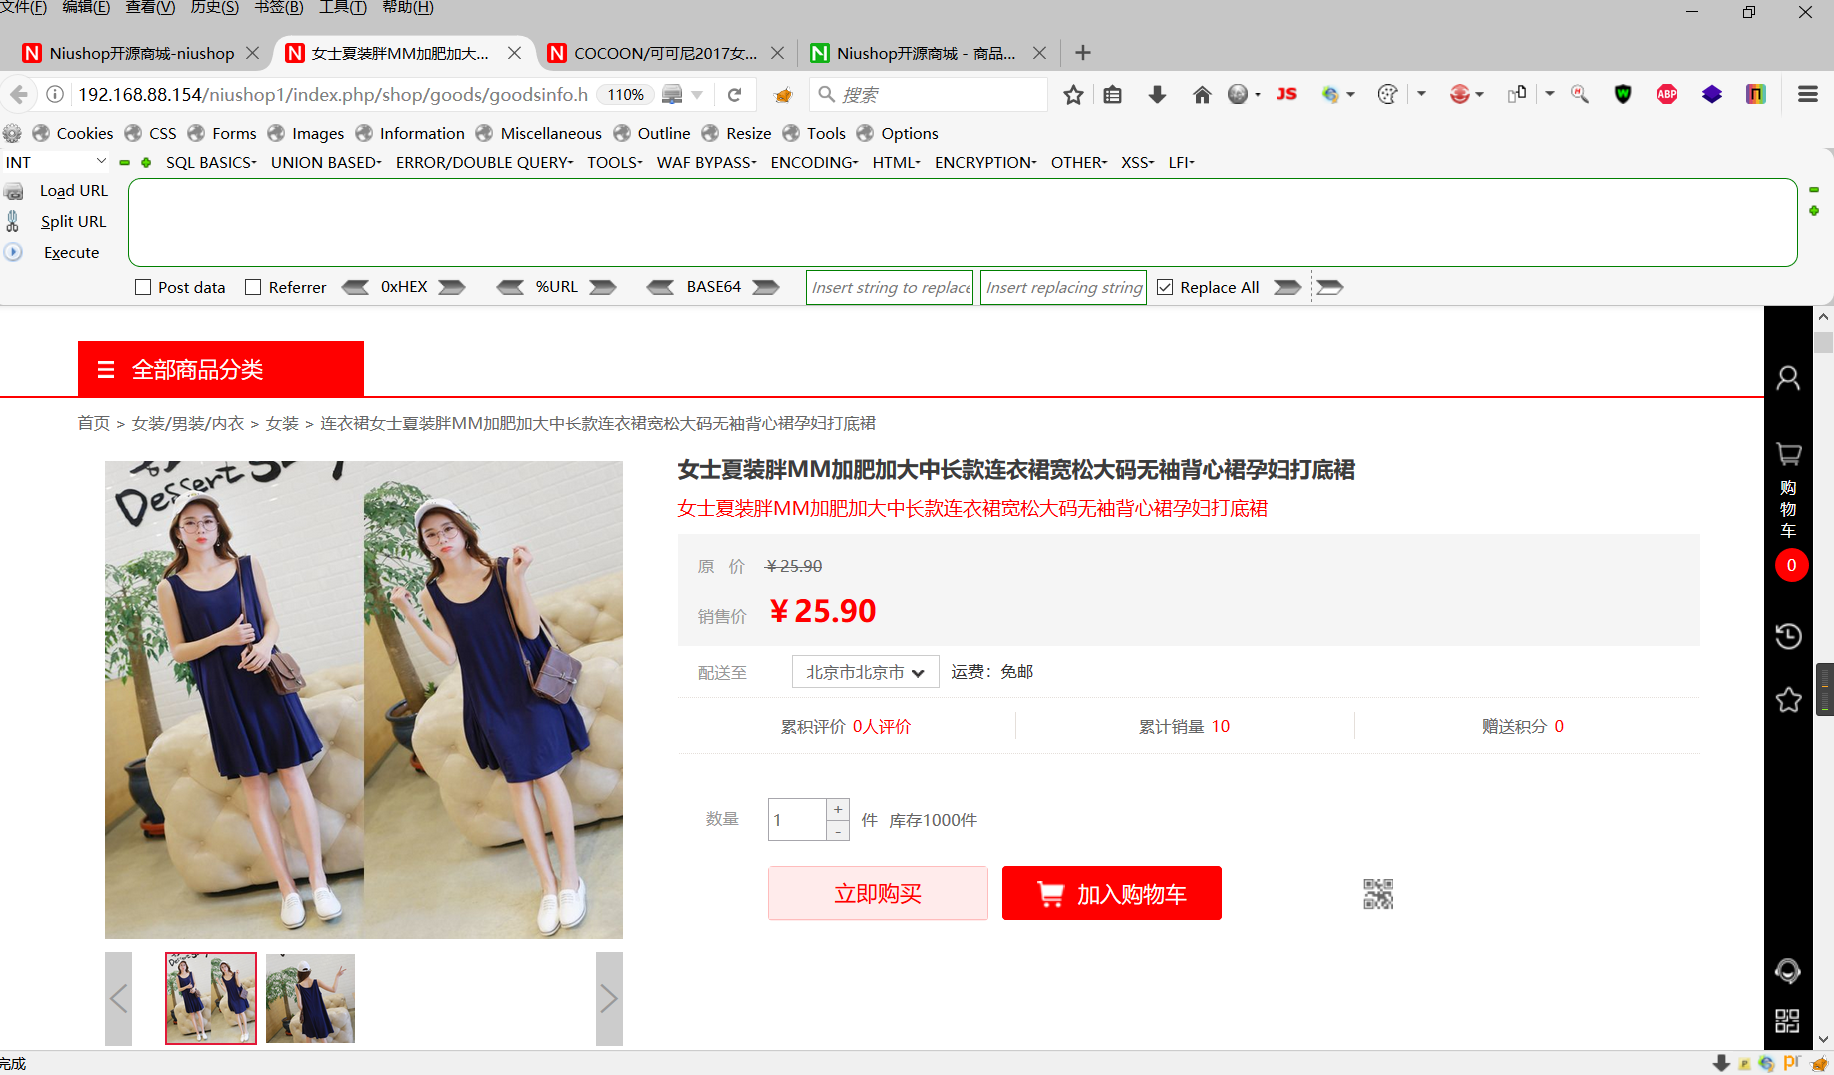 文件(F) 编辑(E) 查看(V) 历史(S) 书签(B) 工具(T) 帮助(H)
Niushop开源商城-niushop 女士夏装胖MM加肥加大... COCOON/可可尼2017女... Niushop开源商城 - 商品...
192.168.88.154/niushop1/index.php/shop/goods/goodsinfo.h 110% 搜索 JS ABP
Cookies CSS Forms Images Information Miscellaneous Outline Resize Tools Options
INT SQL BASICS UNION BASED ERROR/DOUBLE QUERY TOOLS WAF BYPASS ENCODING HTML ENCRYPTION OTHER XSS LFI
Load URL
Split URL
Execute
Post data Referrer 0xHEX %URL BASE64 Insert string to replace Insert replacing string Replace All
全部商品分类
首页 > 女装/男装/内衣 > 女装 > 连衣裙女士夏装胖MM加肥加大中长款连衣裙宽松大码无袖背心裙孕妇打底裙
Dessert
女士夏装胖MM加肥加大中长款连衣裙宽松大码无袖背心裙孕妇打底裙
女士夏装胖MM加肥加大中长款连衣裙宽松大码无袖背心裙孕妇打底裙
原 价 ¥25.90
销售价 ¥25.90
配送至 北京市北京市 运费：免邮
累积评价 0人评价 累计销量 10 赠送积分 0
数量 1 + - 件 库存1000件
立即购买 加入购物车
购物车
0
完成
pr